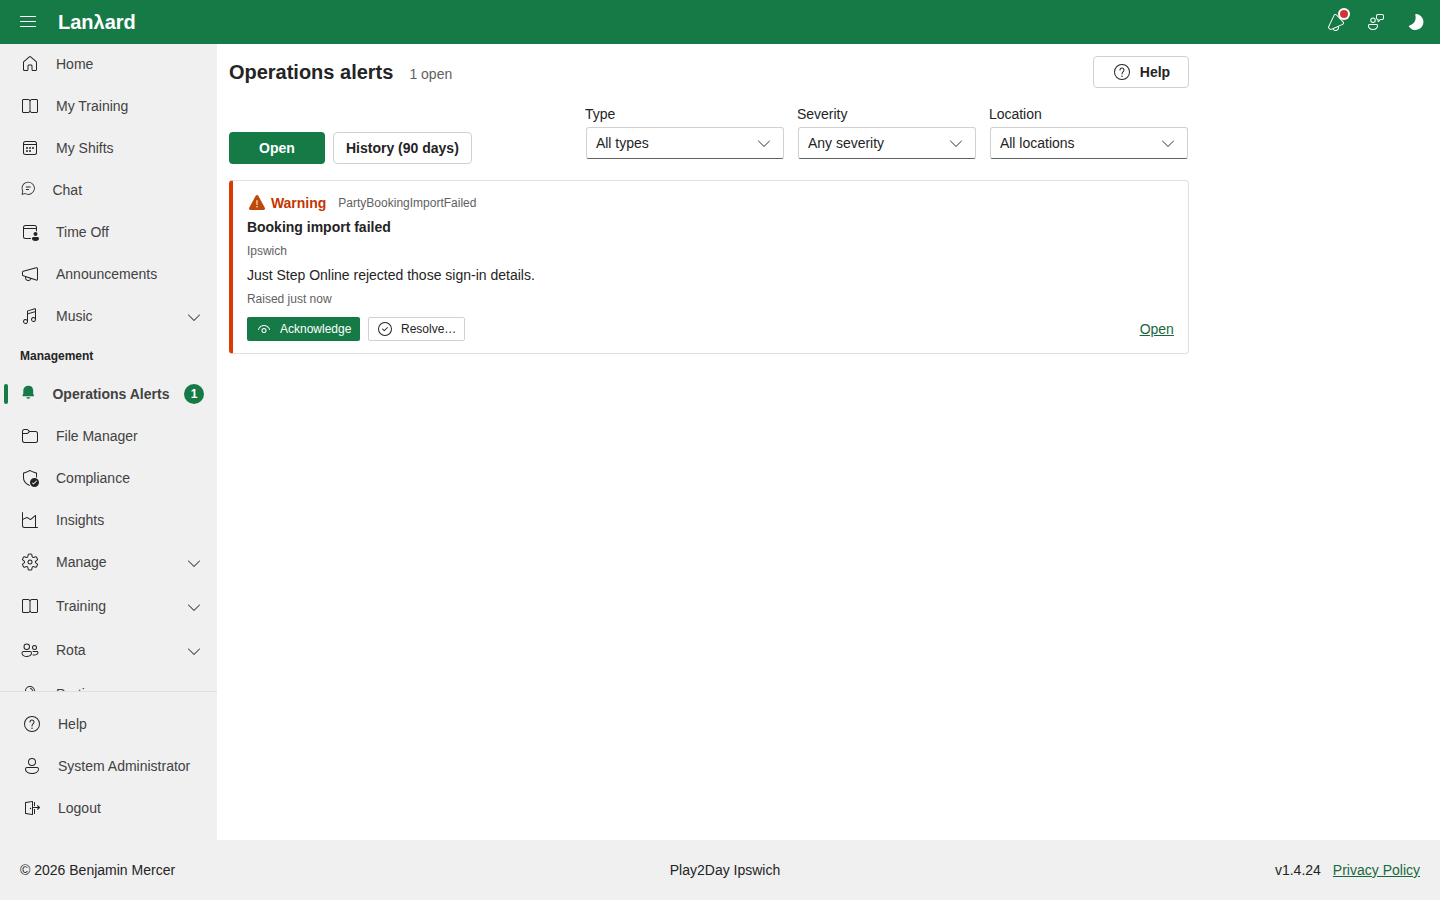 Lanλard
Home
My Training
My Shifts
Chat
Time Off
Announcements
Music
Management
Operations Alerts 1
File Manager
Compliance
Insights
Manage
Training
Rota
Help
System Administrator
Logout
Operations alerts 1 open
Help
Type Severity Location
Open History (90 days) All types Any severity All locations
Warning PartyBookingImportFailed
Booking import failed
Ipswich
Just Step Online rejected those sign-in details.
Raised just now
Acknowledge Resolve… Open
© 2026 Benjamin Mercer Play2Day Ipswich v1.4.24 Privacy Policy